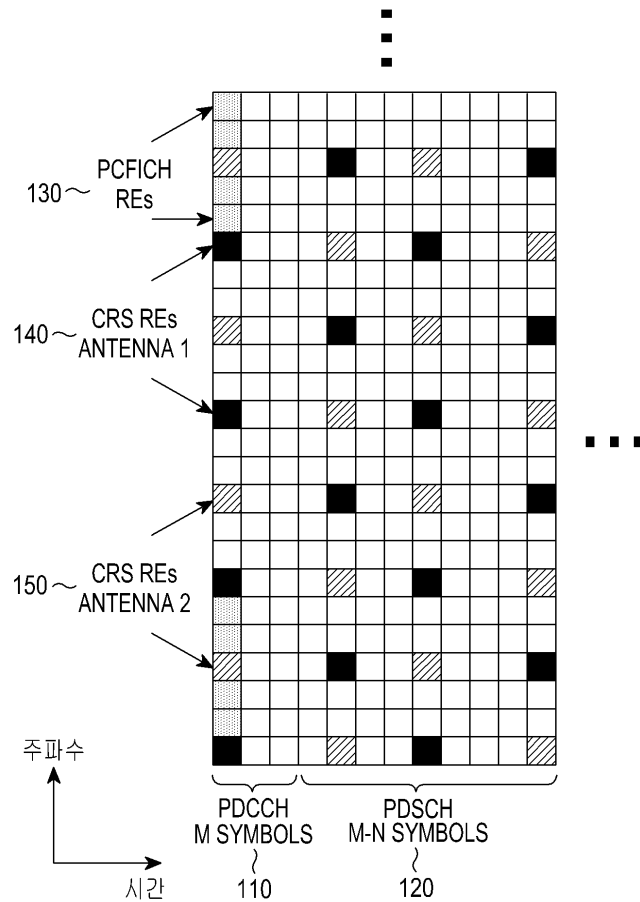 130
PCFICH
REs
140
CRS REs
ANTENNA 1
150
CRS REs
ANTENNA 2
주파수
시간
PDCCH
M SYMBOLS
110
PDSCH
M-N SYMBOLS
120